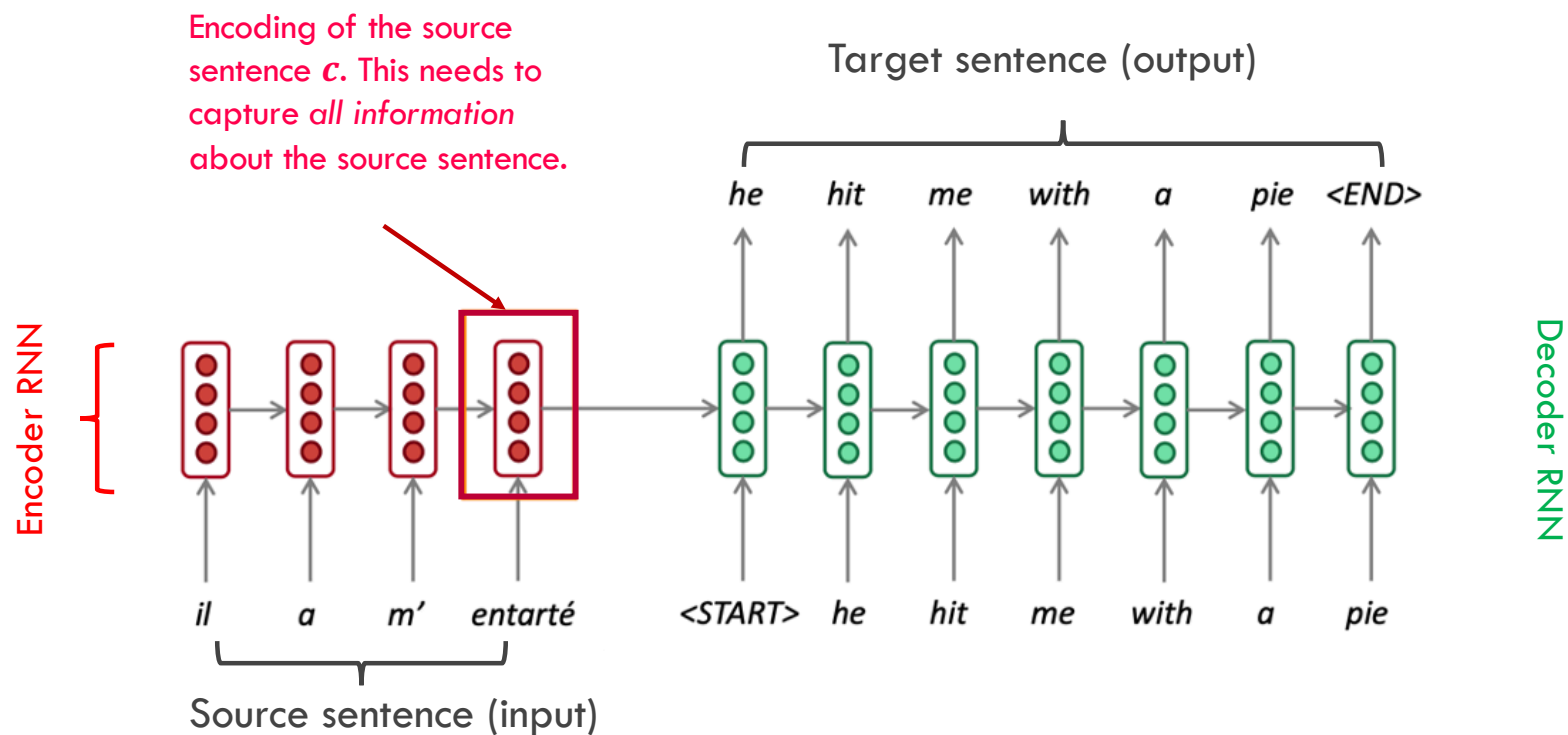 Encoding of the source
sentence c. This needs to
capture all information
about the source sentence.
Target sentence (output)
he hit me with a pie <END>
Encoder RNN
Decoder RNN
il a m’ entarté <START> he hit me with a pie
Source sentence (input)